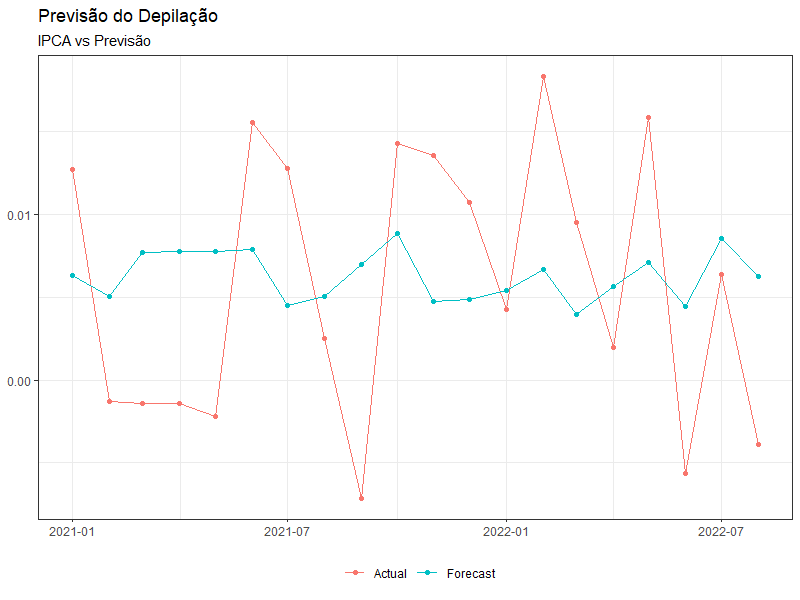 Previsão do Depilação
IPCA vs Previsão
0.01
0.00
2021-01
2021-07
2022-01
2022-07
Actual
Forecast